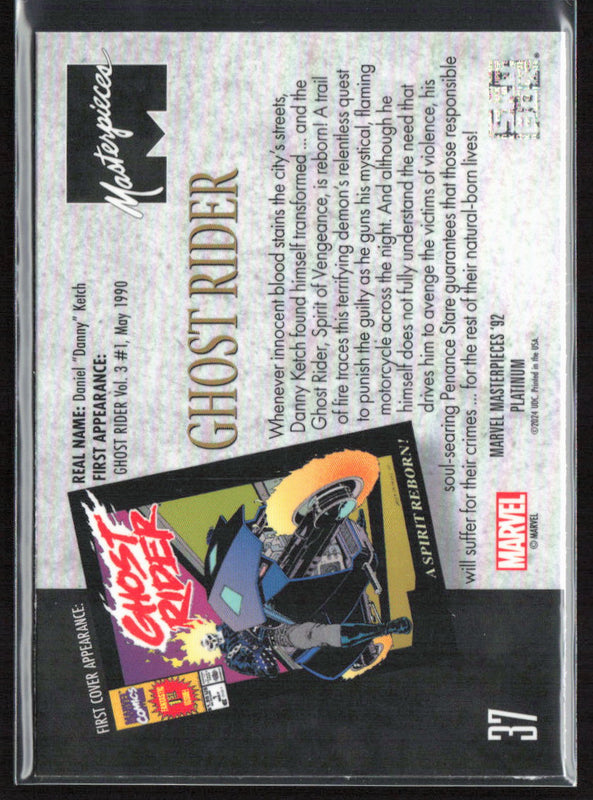 Masterpieces
REAL NAME: Daniel "Danny" Ketch
FIRST APPEARANCE:
GHOST RIDER Vol. 3 #1, May 1990
GHOST RIDER
Whenever innocent blood stains the city's streets,
Danny Ketch found himself transformed ... and the
Ghost Rider, Spirit of Vengeance, is reborn! A trail
of fire traces this terrifying demon's relentless quest
to punish the guilty as he guns his mystical, flaming
motorcycle across the night. And although he
himself does not fully understand the need that
drives him to avenge the victims of violence, his
soul-searing Penance Stare guarantees that those responsible
will suffer for their crimes ... for the rest of their natural-born lives!
FIRST COVER APPEARANCE:
COMICS
1ST
GHOST
RIDER
A SPIRIT REBORN!
MARVEL
© MARVEL
MARVEL MASTERPIECES '92
PLATINUM
©2024 UDC. Printed in the USA.
37